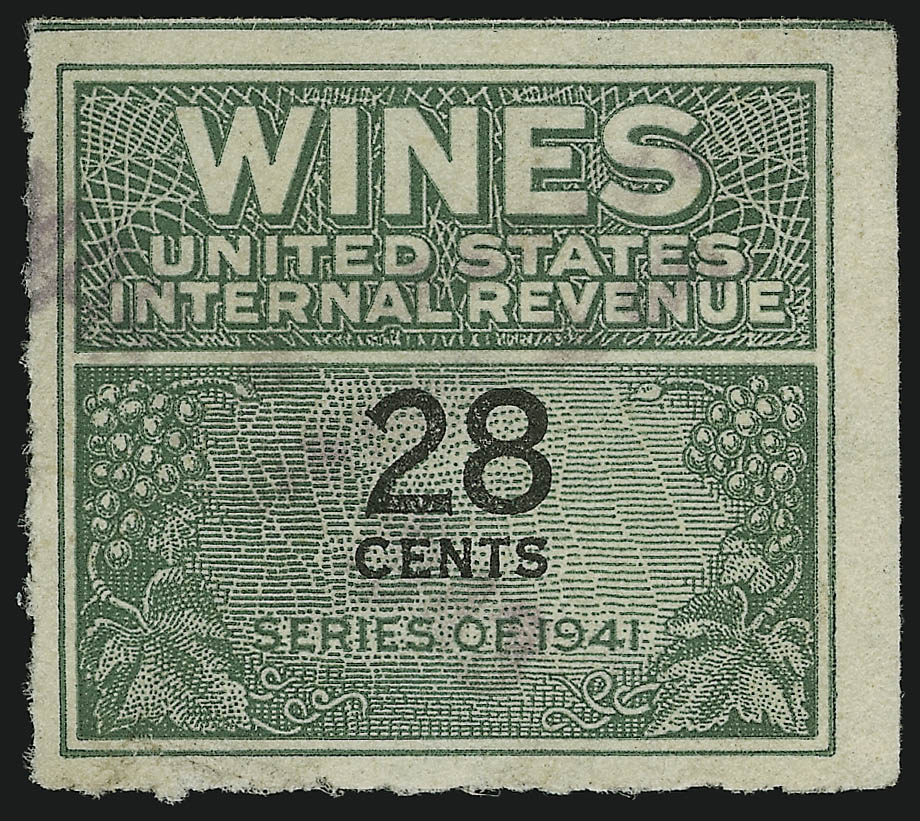 WINES
UNITED STATES
INTERNAL REVENUE
28
CENTS
SERIES OF 1941